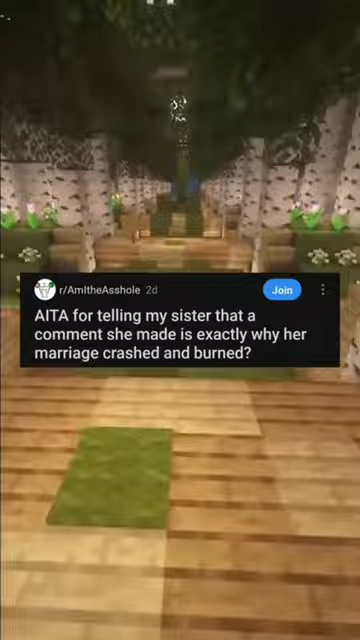 r/AmItheAsshole 2d
Join
AITA for telling my sister that a
comment she made is exactly why her
marriage crashed and burned?